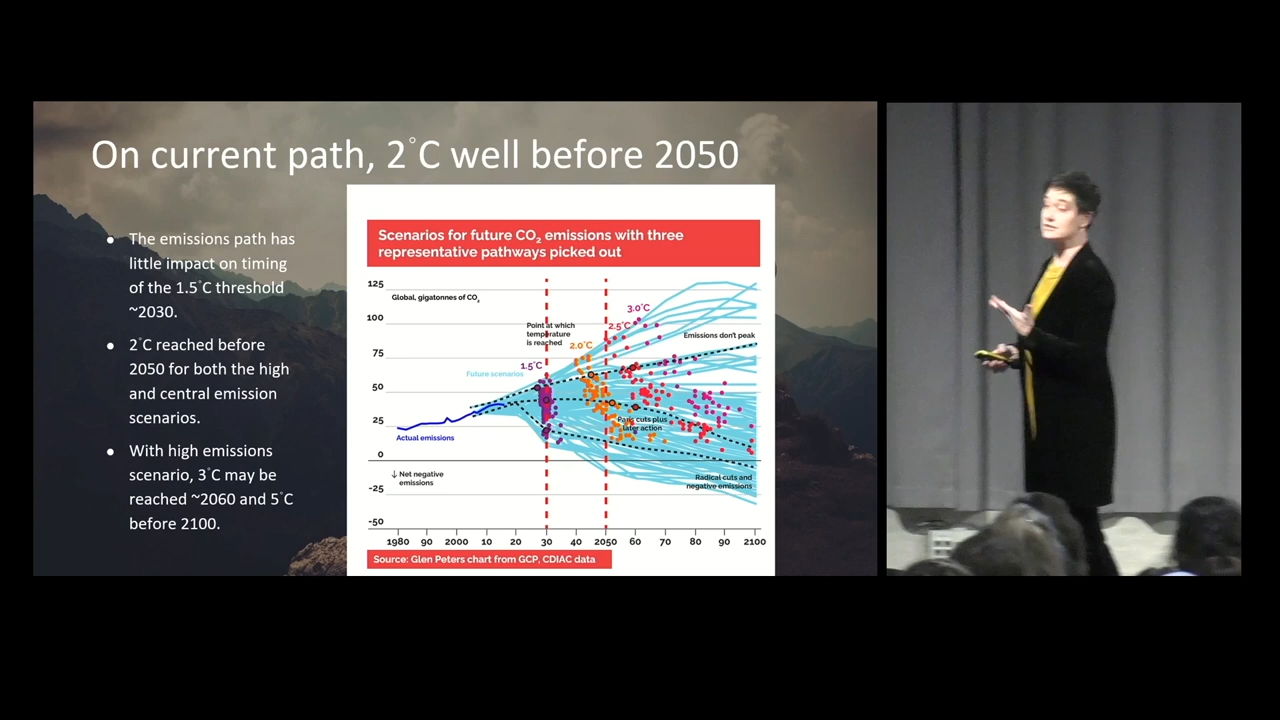 On current path, 2°C well before 2050
● The emissions path has
little impact on timing
of the 1.5°C threshold
~2030.
● 2°C reached before
2050 for both the high
and central emission
scenarios.
● With high emissions
scenario, 3°C may be
reached ~2060 and 5°C
before 2100.
Scenarios for future CO₂ emissions with three
representative pathways picked out
125
Global, gigatonnes of CO₂
100
75
50
25
0
-25
-50
3.0°C
2.5°C
Point at which
temperature
is reached
Emissions don't peak
2.0°C
1.5°C
Future scenarios
Paris cuts plus
later action
Actual emissions
↓ Net negative
emissions
Radical cuts and
negative emissions
1980 90 2000 10 20 30 40 2050 60 70 80 90 2100
Source: Glen Peters chart from GCP, CDIAC data